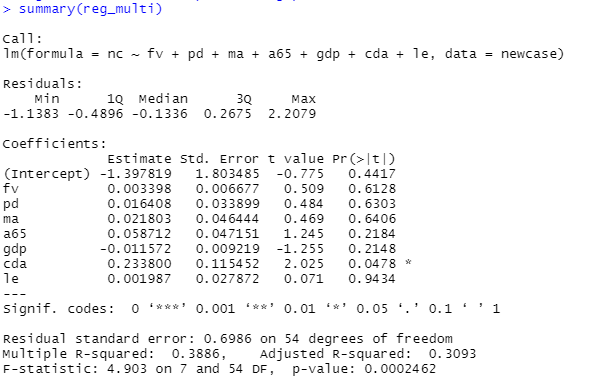 > summary(reg_multi)
Call:
lm(formula = nc ~ fv + pd + ma + a65 + gdp + cda + le, data = newcase)
Residuals:
    Min      1Q  Median      3Q     Max
-1.1383 -0.4896 -0.1336  0.2675  2.2079
Coefficients:
             Estimate Std. Error t value Pr(>|t|)
(Intercept) -1.397819   1.803485  -0.775   0.4417
fv           0.003398   0.006677   0.509   0.6128
pd           0.016408   0.033899   0.484   0.6303
ma           0.021803   0.046444   0.469   0.6406
a65          0.058712   0.047151   1.245   0.2184
gdp         -0.011572   0.009219  -1.255   0.2148
cda          0.233800   0.115452   2.025   0.0478 *
le           0.001987   0.027872   0.071   0.9434
---
Signif. codes:  0 ‘***’ 0.001 ‘**’ 0.01 ‘*’ 0.05 ‘.’ 0.1 ‘ ’ 1
Residual standard error: 0.6986 on 54 degrees of freedom
Multiple R-squared:  0.3886,    Adjusted R-squared:  0.3093
F-statistic: 4.903 on 7 and 54 DF,  p-value: 0.0002462